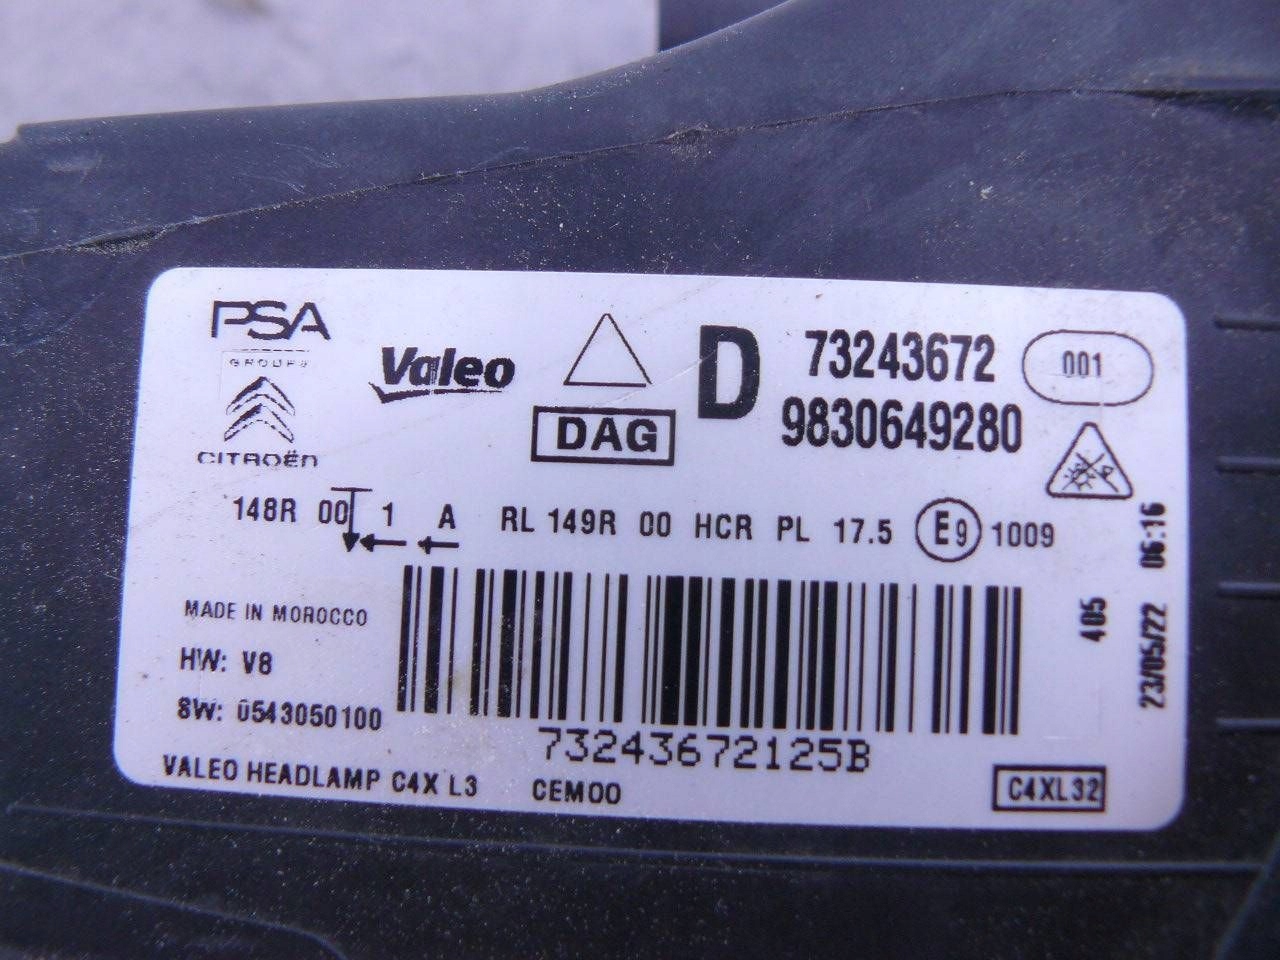 PSA
GROUPE
CITROËN
Valeo
DAG
D
73243672
9830649280
001
148R 00 1 A RL 149R 00 HCR PL 17.5 E9 1009
MADE IN MOROCCO
HW: V8
SW: 0543050100
73243672125B
VALEO HEADLAMP C4X L3 CEM00
C4XL32
405
23/05/22 06:16